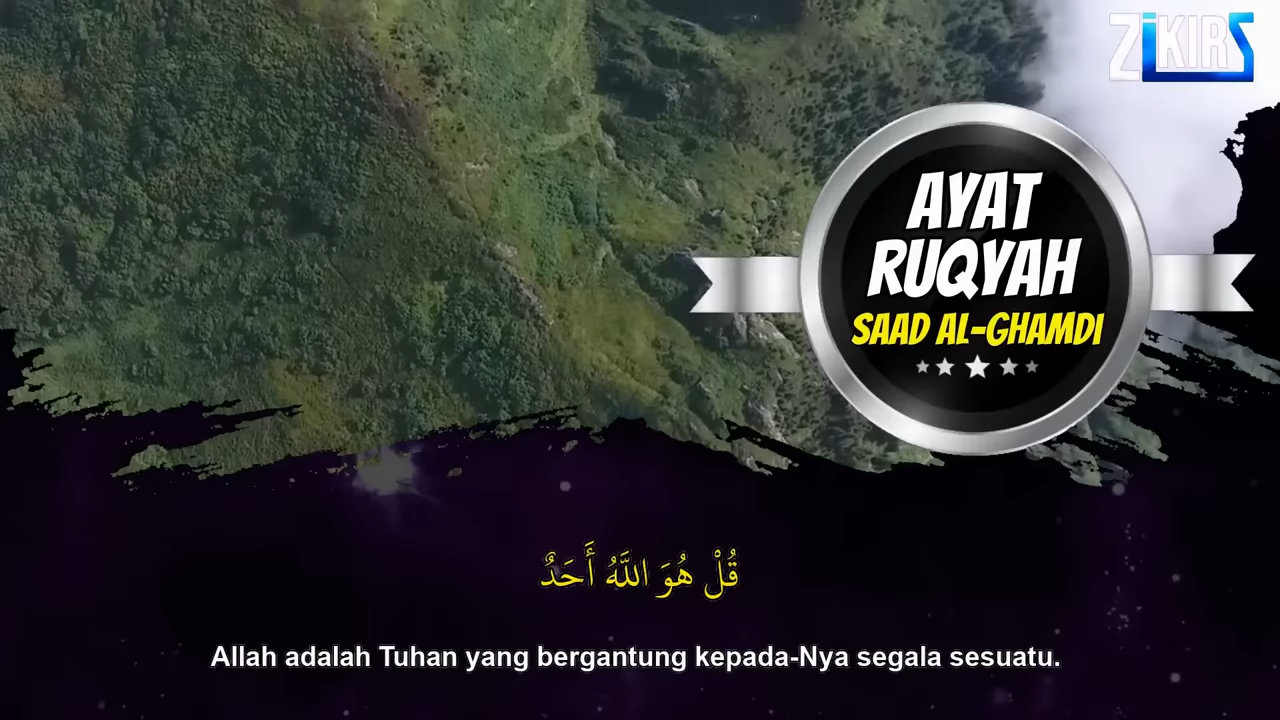 ZiKIRS
AYAT
RUQYAH
SAAD AL-GHAMDI
قُلْ هُوَ اللَّهُ أَحَدٌ
Allah adalah Tuhan yang bergantung kepada-Nya segala sesuatu.